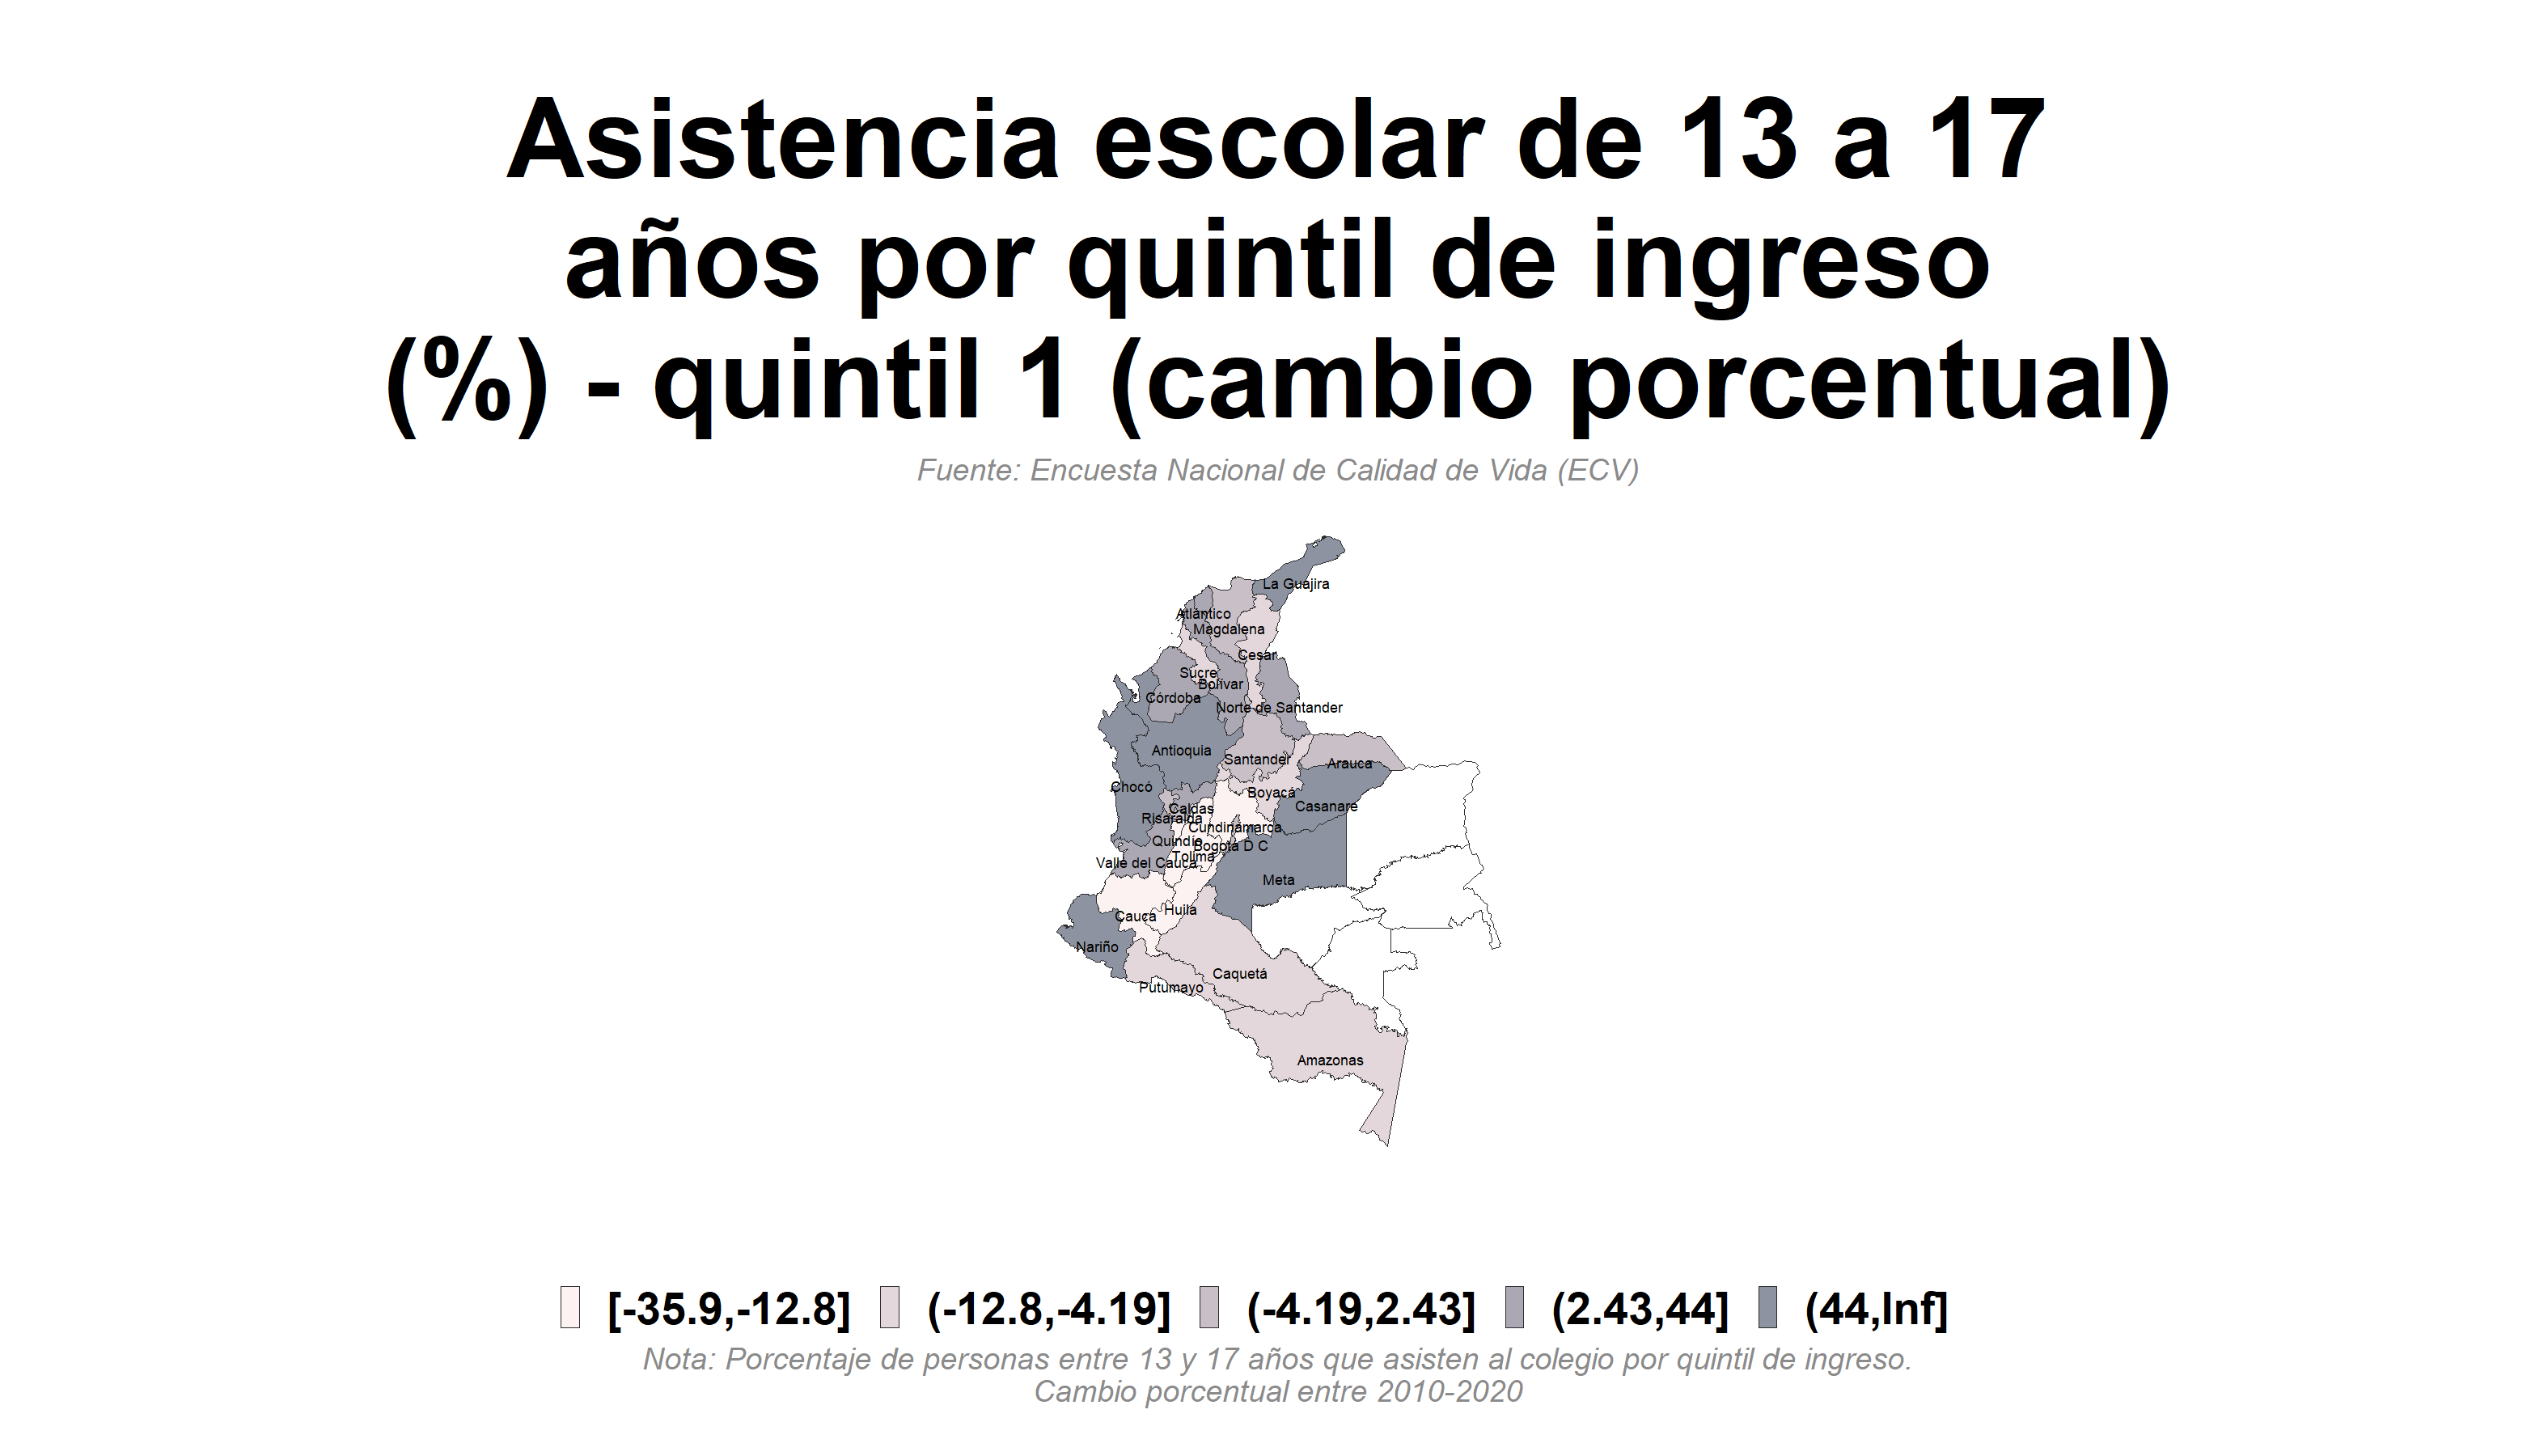 Asistencia escolar de 13 a 17
años por quintil de ingreso
(%) - quintil 1 (cambio porcentual)
Fuente: Encuesta Nacional de Calidad de Vida (ECV)
La Guajira
Atlántico
Magdalena
Cesar
Sucre
Bolívar
Córdoba
Norte de Santander
Antioquia
Santander
Arauca
Chocó
Boyacá
Casanare
Caldas
Risaralda
Cundinamarca
Quindío
Bogotá D C
Tolima
Valle del Cauca
Meta
Huila
Cauca
Nariño
Caquetá
Putumayo
Amazonas
[-35.9,-12.8] (-12.8,-4.19] (-4.19,2.43] (2.43,44] (44,Inf]
Nota: Porcentaje de personas entre 13 y 17 años que asisten al colegio por quintil de ingreso.
Cambio porcentual entre 2010-2020